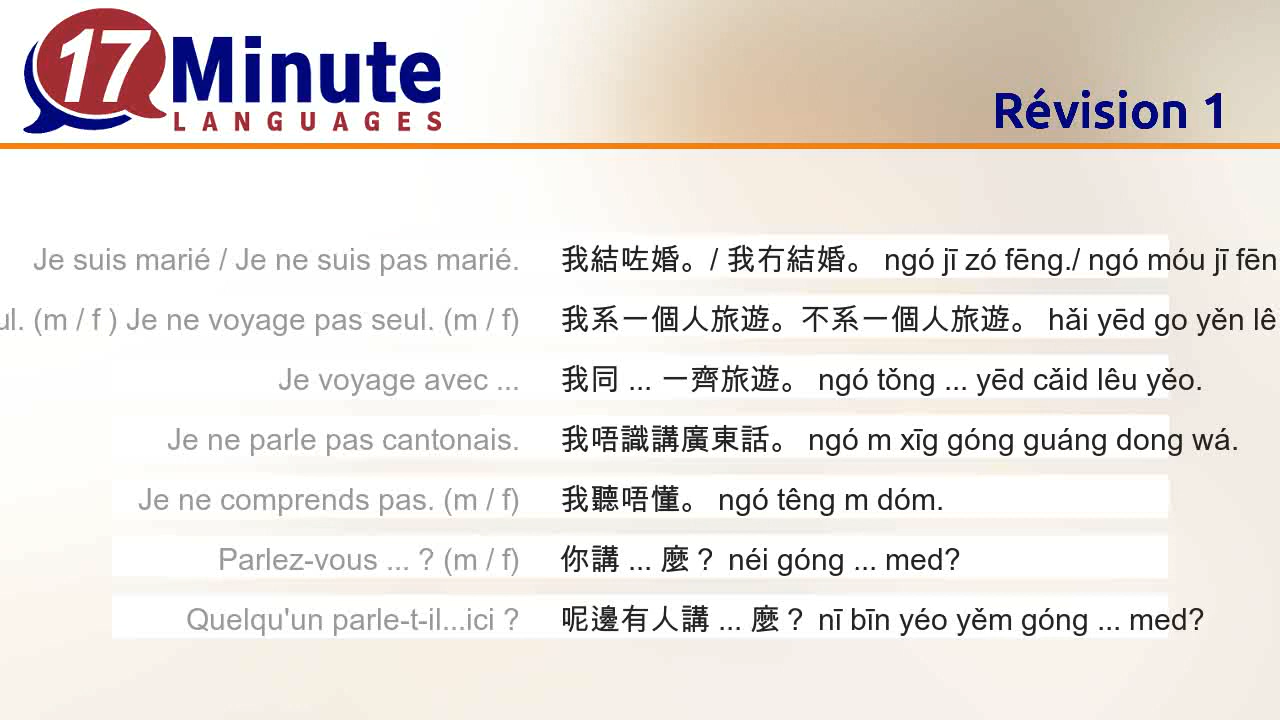 17 Minute
LANGUAGES
Révision 1
Je suis marié / Je ne suis pas marié. 我結咗婚。/ 我冇結婚。 ngó jī zó fēng./ ngó móu jī fēn
ul. (m / f ) Je ne voyage pas seul. (m / f) 我系一個人旅遊。不系一個人旅遊。 hǎi yēd go yěn lê
Je voyage avec ... 我同 ... 一齊旅遊。 ngó tǒng ... yēd cǎid lêu yěo.
Je ne parle pas cantonais. 我唔識講廣東話。 ngó m xīg góng guáng dong wá.
Je ne comprends pas. (m / f) 我聽唔懂。 ngó têng m dóm.
Parlez-vous ... ? (m / f) 你講 ... 麼？ néi góng ... med?
Quelqu'un parle-t-il...ici ? 呢邊有人講 ... 麼？ nī bīn yéo yěm góng ... med?